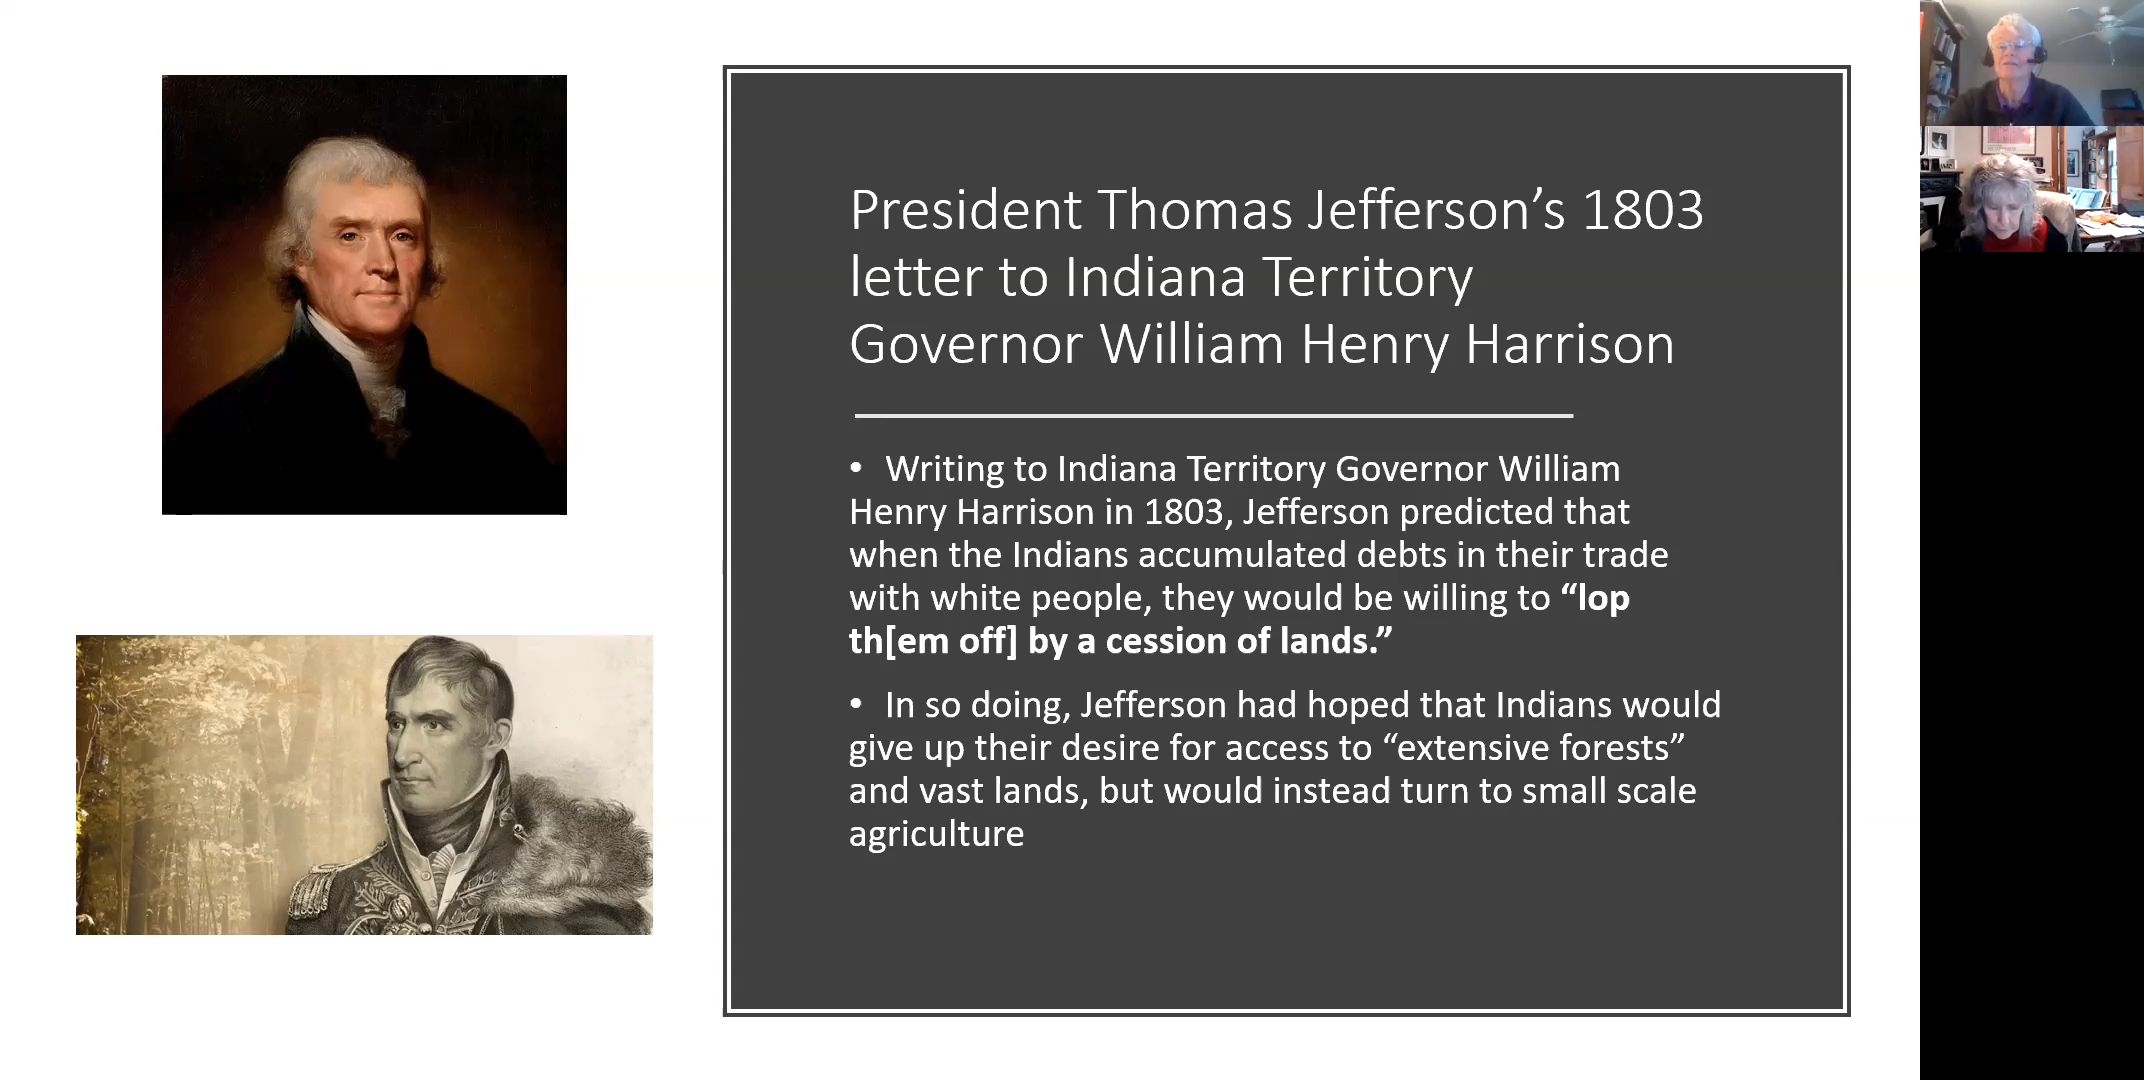 President Thomas Jefferson’s 1803
letter to Indiana Territory
Governor William Henry Harrison
• Writing to Indiana Territory Governor William
Henry Harrison in 1803, Jefferson predicted that
when the Indians accumulated debts in their trade
with white people, they would be willing to “lop
th[em off] by a cession of lands.”
• In so doing, Jefferson had hoped that Indians would
give up their desire for access to “extensive forests”
and vast lands, but would instead turn to small scale
agriculture